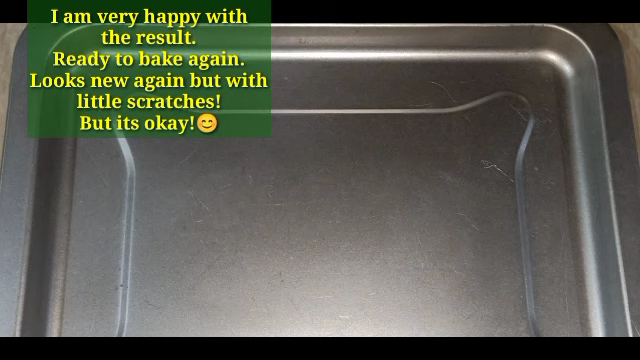 I am very happy with
the result.
Ready to bake again.
Looks new again but with
little scratches!
But its okay!😊